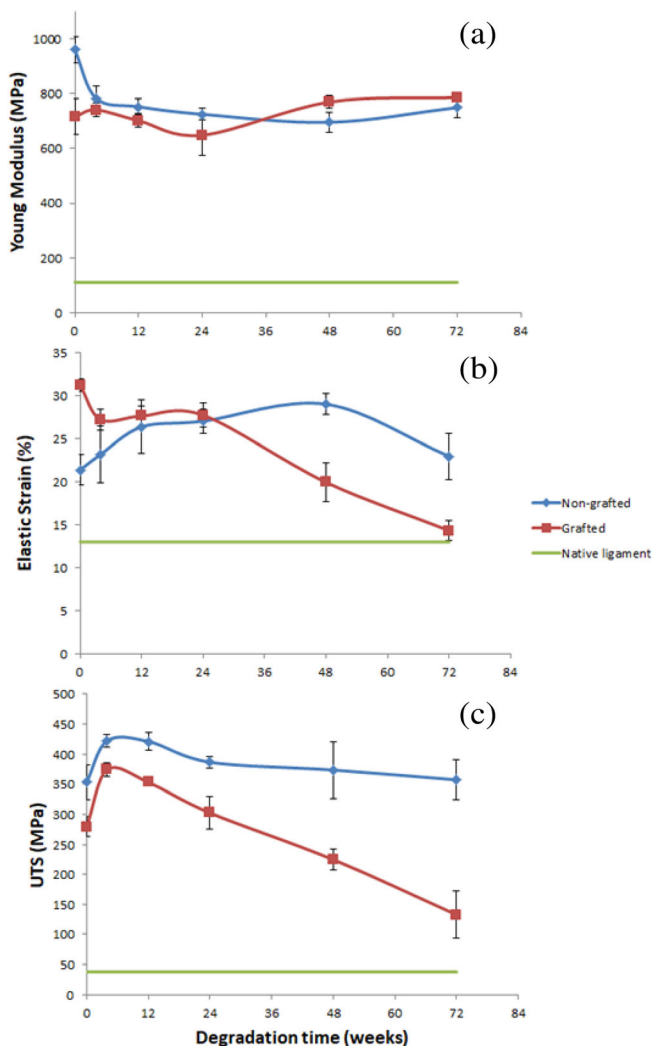 (a)
Young Modulus (MPa)
1000
800
600
400
200
0
0 12 24 36 48 60 72 84
(b)
Elastic Strain (%)
35
30
25
20
15
10
5
0
0 12 24 36 48 60 72 84
Non-grafted
Grafted
Native ligament
(c)
UTS (MPa)
500
450
400
350
300
250
200
150
100
50
0
0 12 24 36 48 60 72 84
Degradation time (weeks)